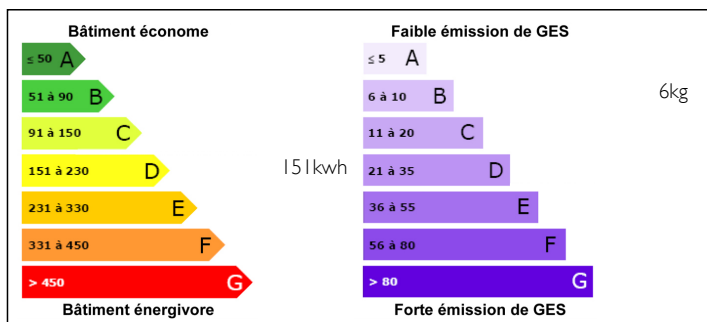 Bâtiment économe
≤ 50 A
51 à 90 B
91 à 150 C
151 à 230 D
231 à 330 E
331 à 450 F
> 450 G
Bâtiment énergivore
151kwh
Faible émission de GES
≤ 5 A
6 à 10 B
11 à 20 C
21 à 35 D
36 à 55 E
56 à 80 F
> 80 G
Forte émission de GES
6kg